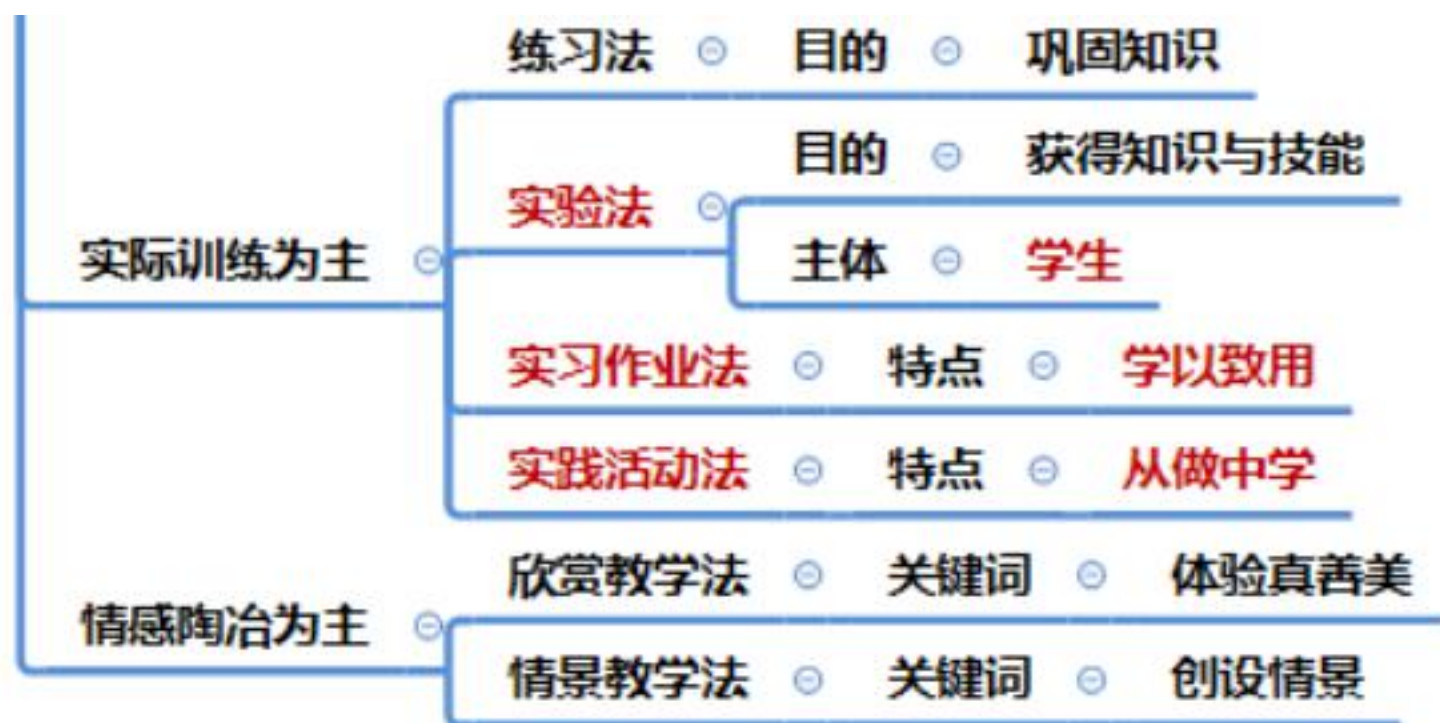 练习法 目的 巩固知识
目的 获得知识与技能
实验法
实际训练为主 主体 学生
实习作业法 特点 学以致用
实践活动法 特点 从做中学
欣赏教学法 关键词 体验真善美
情感陶冶为主
情景教学法 关键词 创设情景